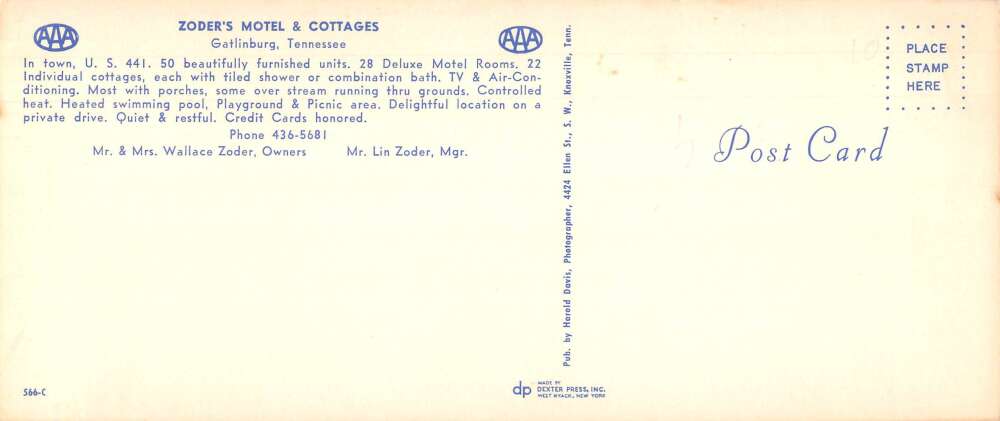 AAA
ZODER'S MOTEL & COTTAGES
AAA
Gatlinburg, Tennessee
In town, U. S. 441. 50 beautifully furnished units. 28 Deluxe Motel Rooms. 22
Individual cottages, each with tiled shower or combination bath. TV & Air-Con-
ditioning. Most with porches, some over stream running thru grounds. Controlled
heat. Heated swimming pool, Playground & Picnic area. Delightful location on a
private drive. Quiet & restful. Credit Cards honored.
Phone 436-5681
Mr. & Mrs. Wallace Zoder, Owners Mr. Lin Zoder, Mgr.
566-C
Pub. by Harold Davis, Photographer, 4424 Ellen St., S. W., Knoxville, Tenn.
dp
MADE BY
DEXTER PRESS, INC.
WEST NYACK, NEW YORK
10
PLACE
STAMP
HERE
Post Card